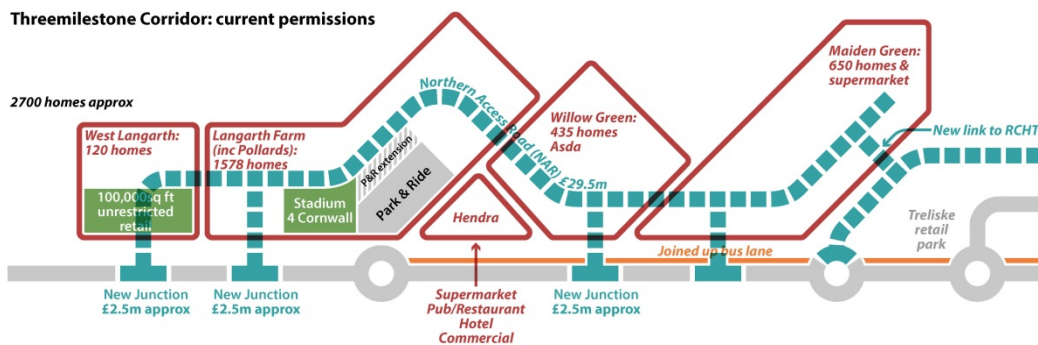 Threemilestone Corridor: current permissions
2700 homes approx
West Langarth:
120 homes
100,000sq ft
unrestricted
retail
Langarth Farm
(inc Pollards):
1578 homes
Stadium
4 Cornwall
P&R extension
Park & Ride
Northern Access Road (NAR) £29.5m
Hendra
Willow Green:
435 homes
Asda
Maiden Green:
650 homes &
supermarket
New link to RCHT
Treliske
retail
park
Joined up bus lane
New Junction
£2.5m approx
New Junction
£2.5m approx
Supermarket
Pub/Restaurant
Hotel
Commercial
New Junction
£2.5m approx